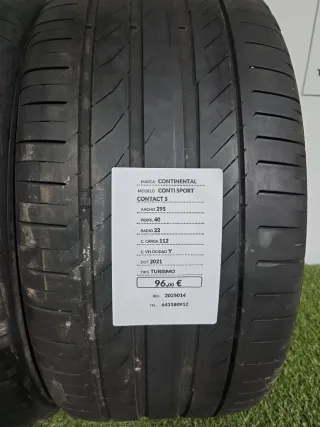 MARCA CONTINENTAL
MODELO CONTI SPORT
CONTACT 5
ANCHO 295
PERFIL 40
RADIO 22
C. CARGA 112
C. VELOCIDAD Y
DOT 2021
TIPO TURISMO
96,00 €
REF. 2025014
TEL. 643580912